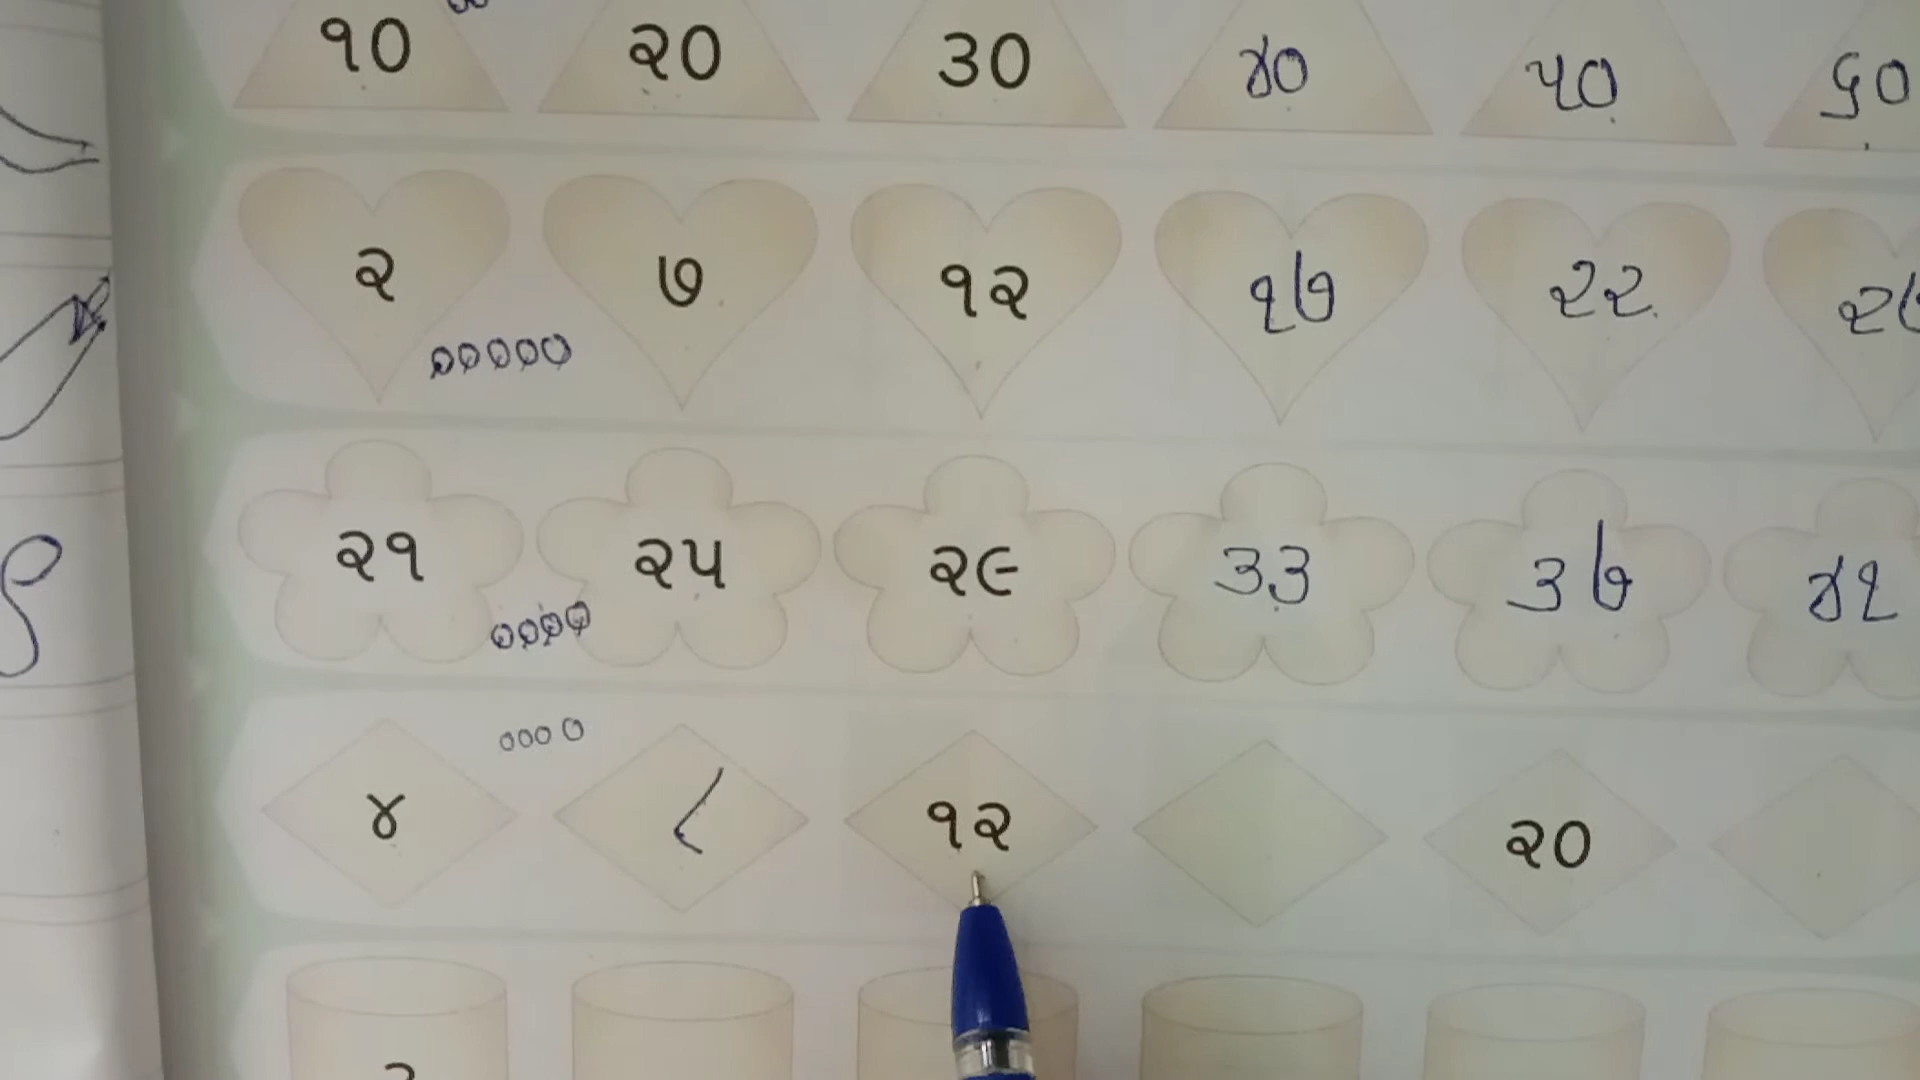 ૧૦ ૨૦ ૩૦ ૪૦ ૫૦ ૬૦
૨ ૭ ૧૨ ૧૭ ૨૨
૨૧ ૨૫ ૨૯ ૩૩ ૩૭ ૪૧
૪ ૮ ૧૨ ૨૦